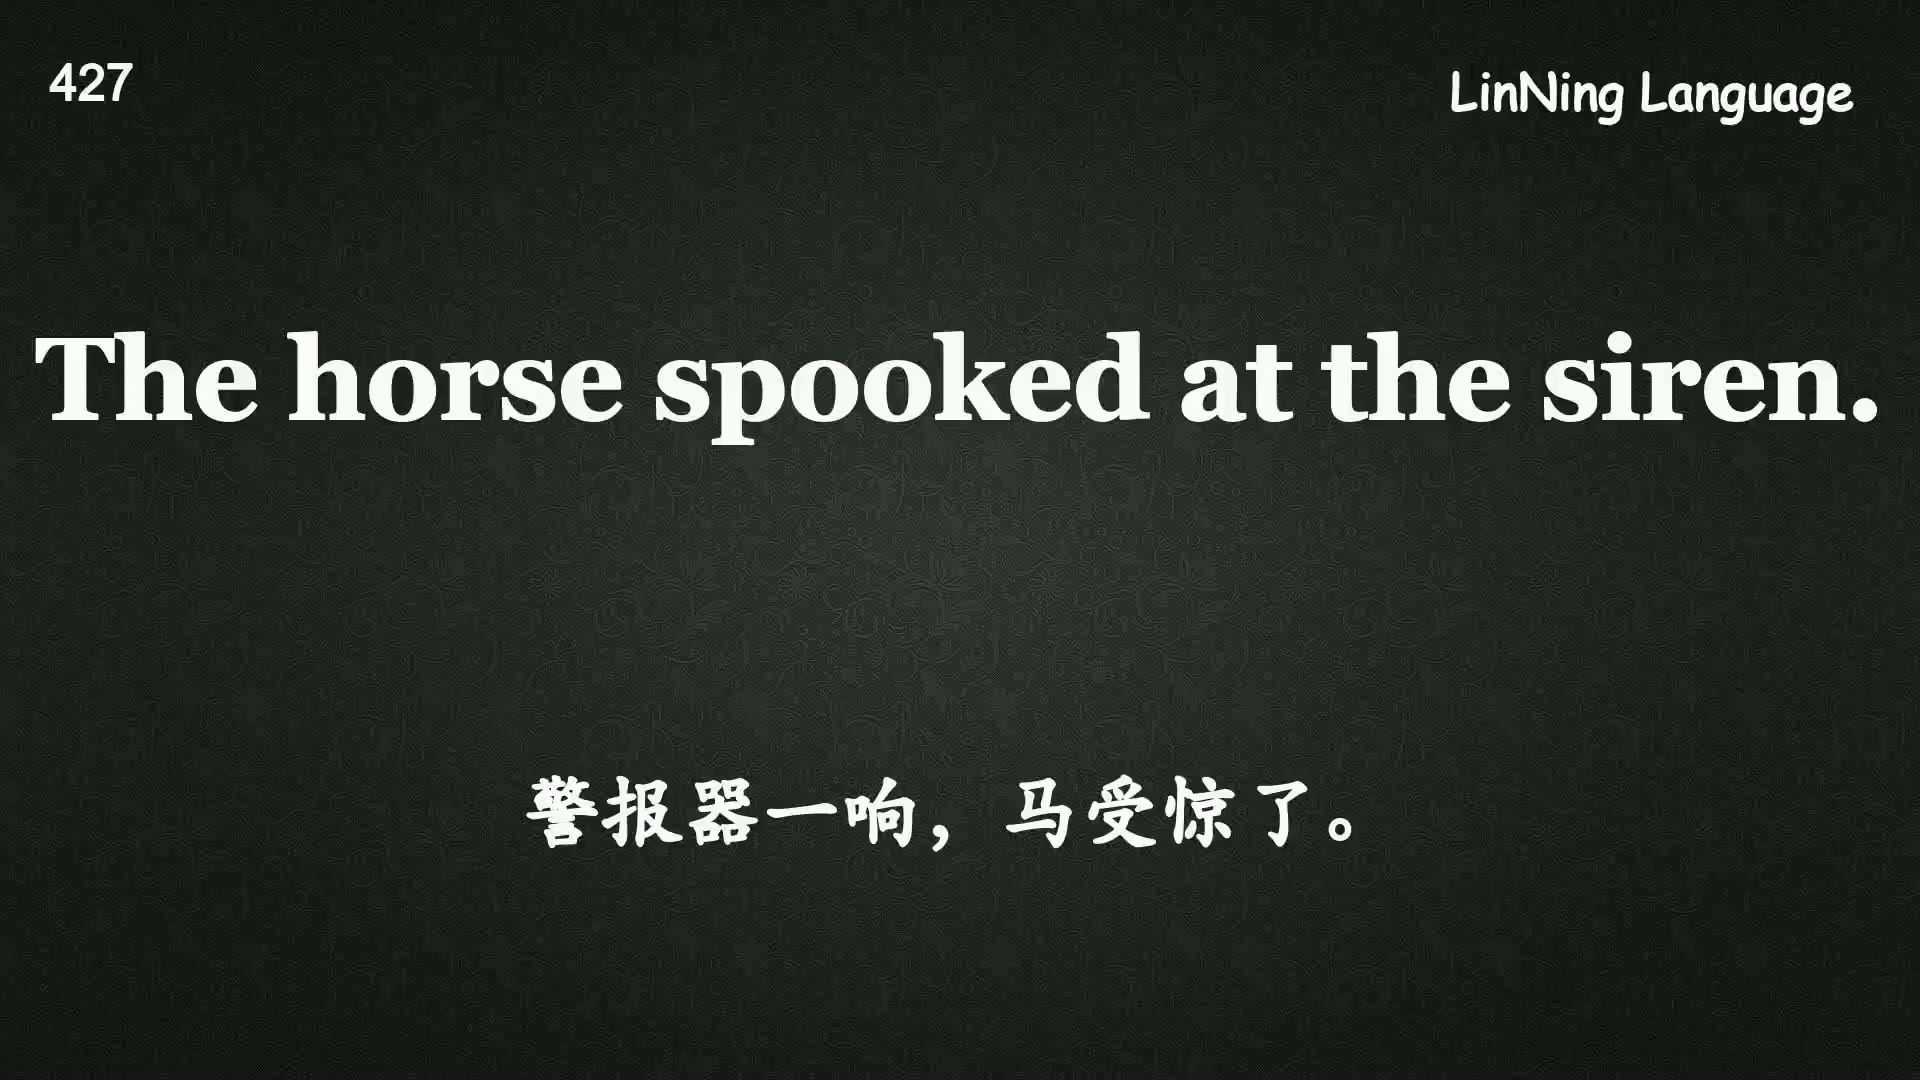 427
LinNing Language
The horse spooked at the siren.
警报器一响，马受惊了。